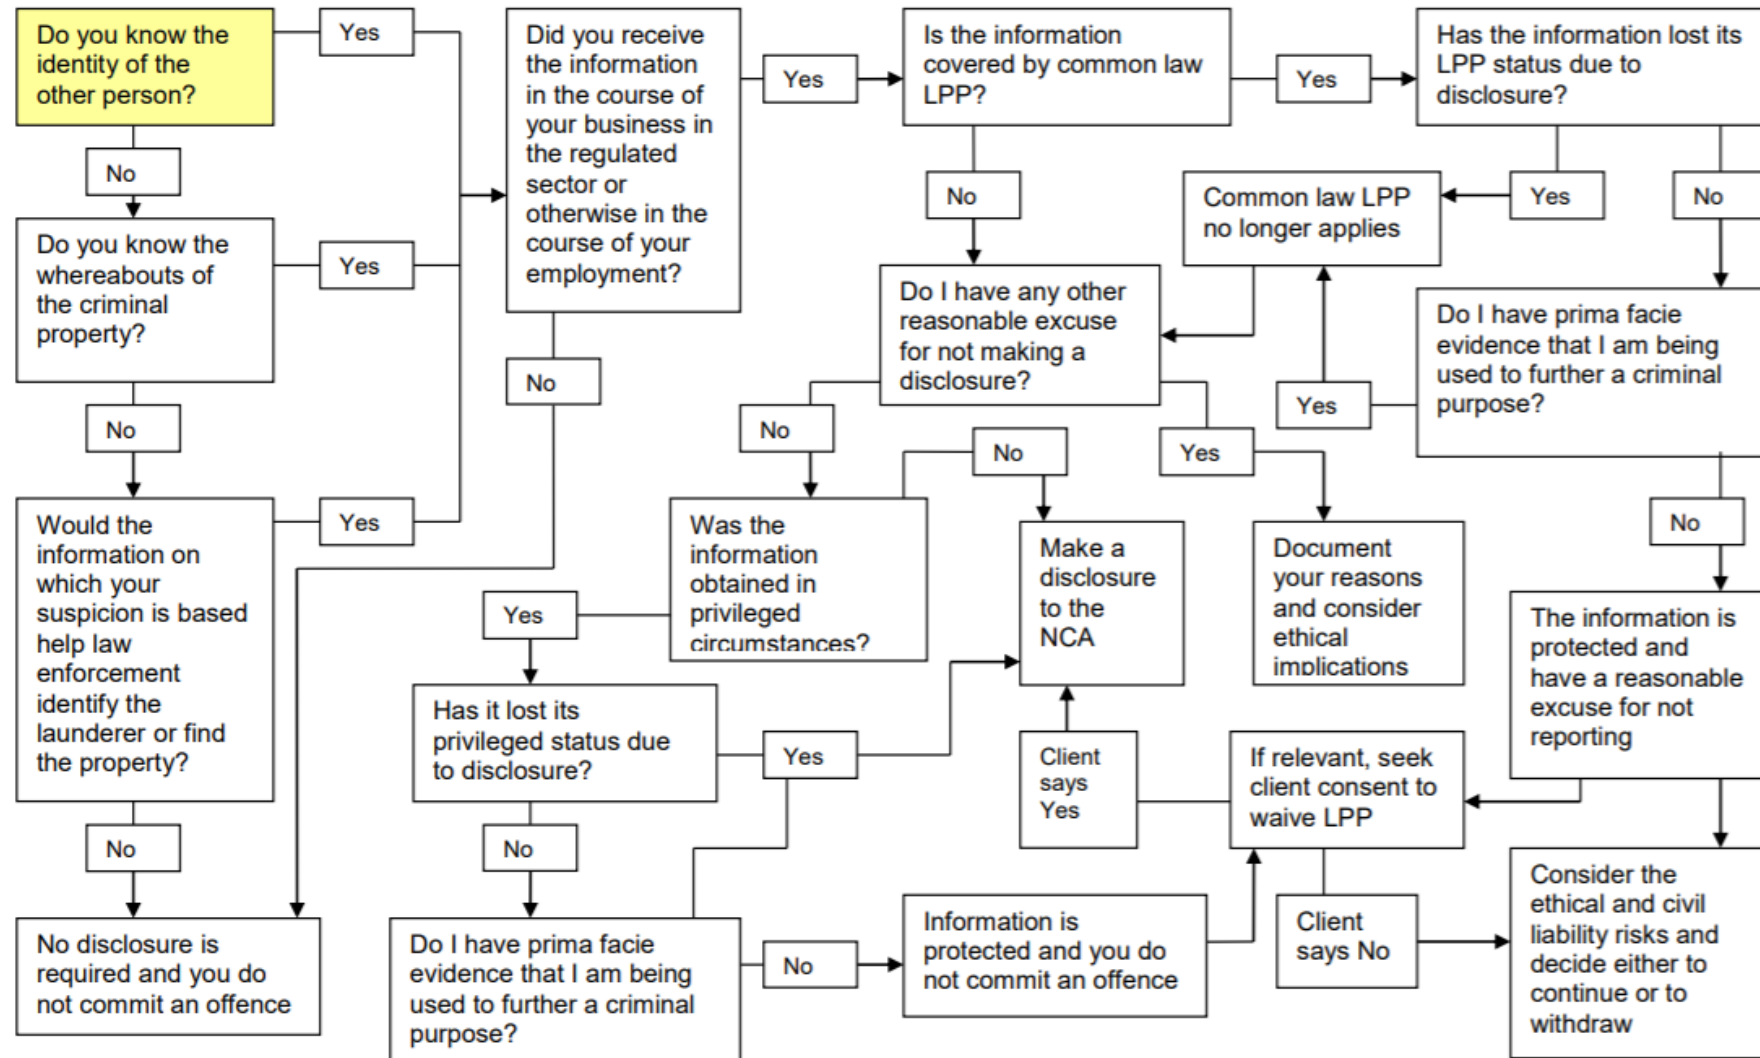 Do you know the
identity of the
other person?
Yes
No
Do you know the
whereabouts of
the criminal
property?
Yes
No
Would the
information on
which your
suspicion is based
help law
enforcement
identify the
launderer or find
the property?
Yes
No
No disclosure is
required and you do
not commit an offence
Did you receive
the information
in the course of
your business in
the regulated
sector or
otherwise in the
course of your
employment?
Yes
No
Is the information
covered by common law
LPP?
Yes
No
Has the information lost its
LPP status due to
disclosure?
Yes
No
Common law LPP
no longer applies
Do I have any other
reasonable excuse
for not making a
disclosure?
No
Yes
Do I have prima facie
evidence that I am being
used to further a criminal
purpose?
Yes
No
Was the
information
obtained in
privileged
circumstances?
No
Yes
Make a
disclosure
to the
NCA
Document
your reasons
and consider
ethical
implications
The information is
protected and
have a reasonable
excuse for not
reporting
Has it lost its
privileged status due
to disclosure?
Yes
No
Client
says
Yes
If relevant, seek
client consent to
waive LPP
Do I have prima facie
evidence that I am being
used to further a criminal
purpose?
No
Information is
protected and you do
not commit an offence
Client
says No
Consider the
ethical and civil
liability risks and
decide either to
continue or to
withdraw